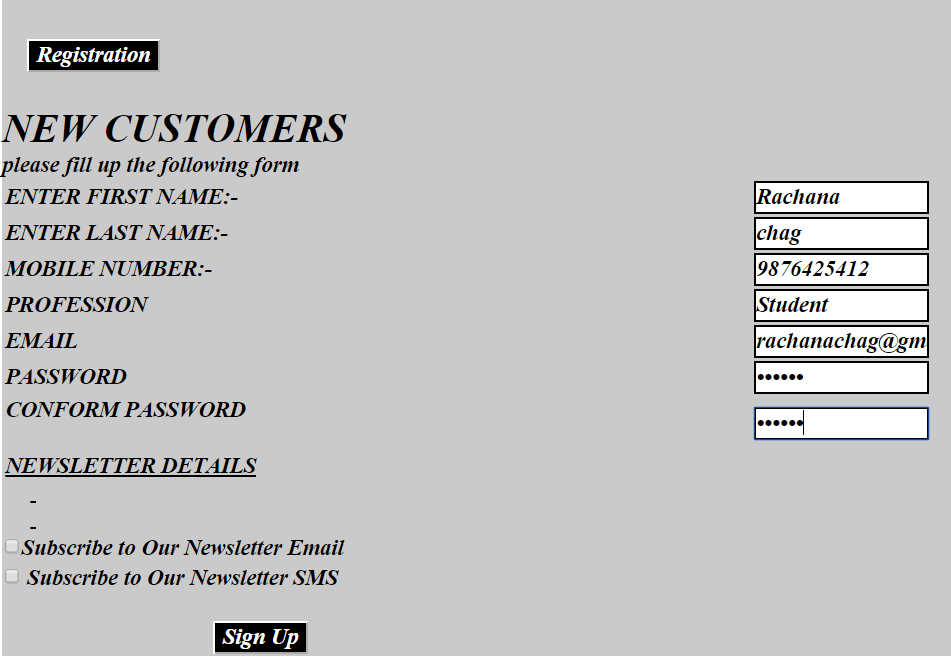 Registration
NEW CUSTOMERS
please fill up the following form
ENTER FIRST NAME:- Rachana
ENTER LAST NAME:- chag
MOBILE NUMBER:- 9876425412
PROFESSION Student
EMAIL rachanachag@gm
PASSWORD ••••••
CONFORM PASSWORD ••••••
NEWSLETTER DETAILS
-
-
Subscribe to Our Newsletter Email
Subscribe to Our Newsletter SMS
Sign Up